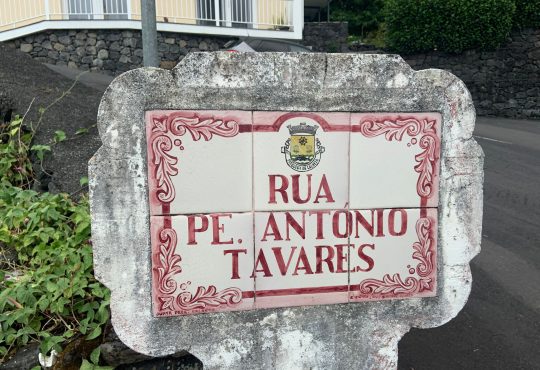 RUA
PE. ANTÓNIO
TAVARES